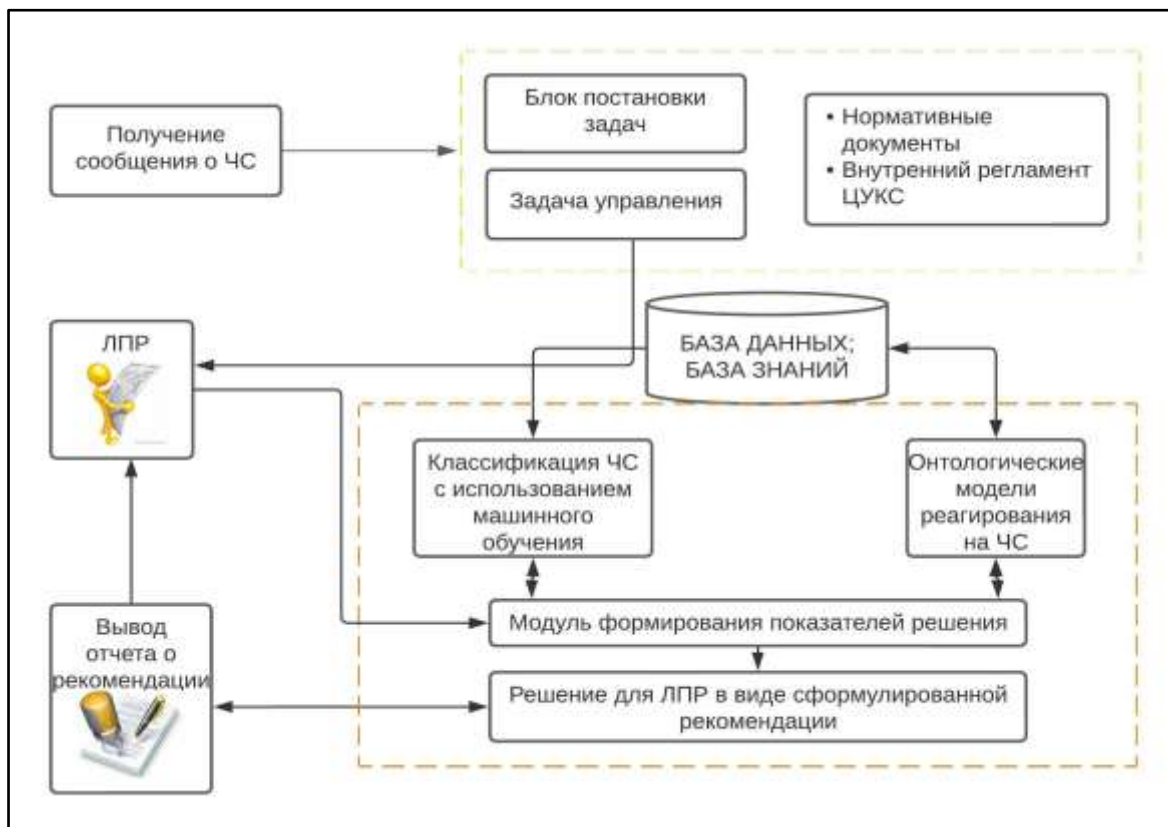 Получение
сообщения о ЧС
Блок постановки
задач
Задача управления
• Нормативные
документы
• Внутренний регламент
ЦУКС
ЛПР
БАЗА ДАННЫХ;
БАЗА ЗНАНИЙ
Классификация ЧС
с использованием
машинного
обучения
Онтологические
модели
реагирования
на ЧС
Модуль формирования показателей решения
Вывод
отчета о
рекомендации
Решение для ЛПР в виде сформулированной
рекомендации